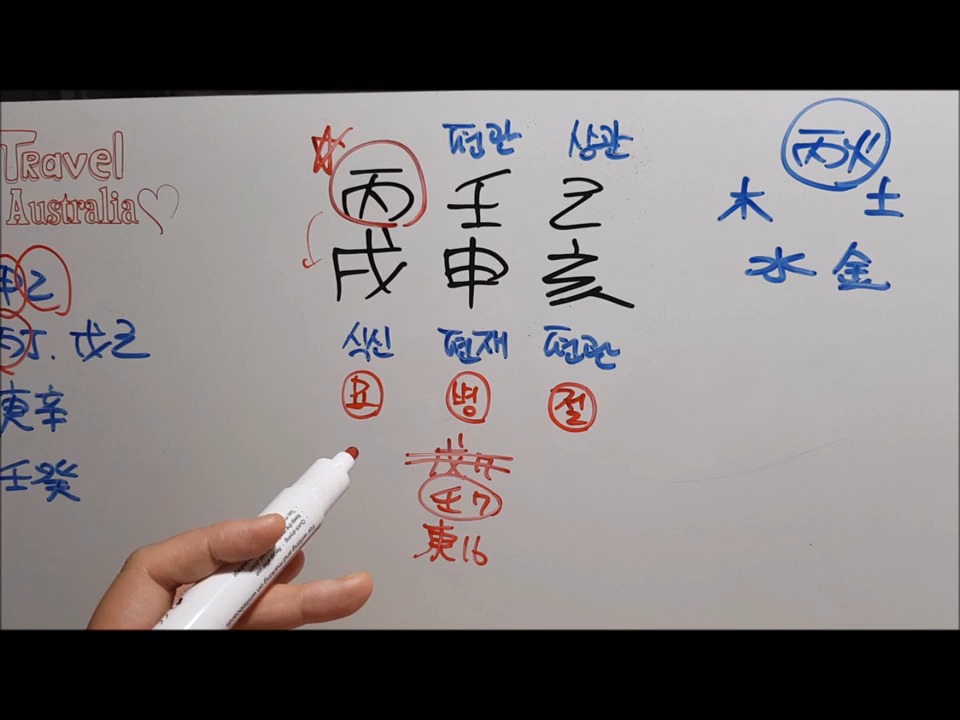 TRAVEL
Australia
甲乙
丙丁. 戊己
庚辛
壬癸
편관 상관
丙 壬 己
戌 申 亥
식신 편재 편관
묘 병 절
壬7
庚16
丙火
木 土
水 金